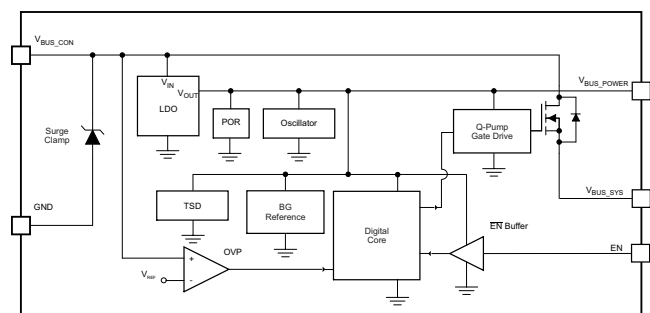 VBUS_CON
VIN
VOUT
LDO
VBUS_POWER
Surge
Clamp
POR
Oscillator
Q-Pump
Gate Drive
GND
TSD
BG
Reference
Digital
Core
VBUS_SYS
OVP
EN Buffer
EN
+
VREF
-